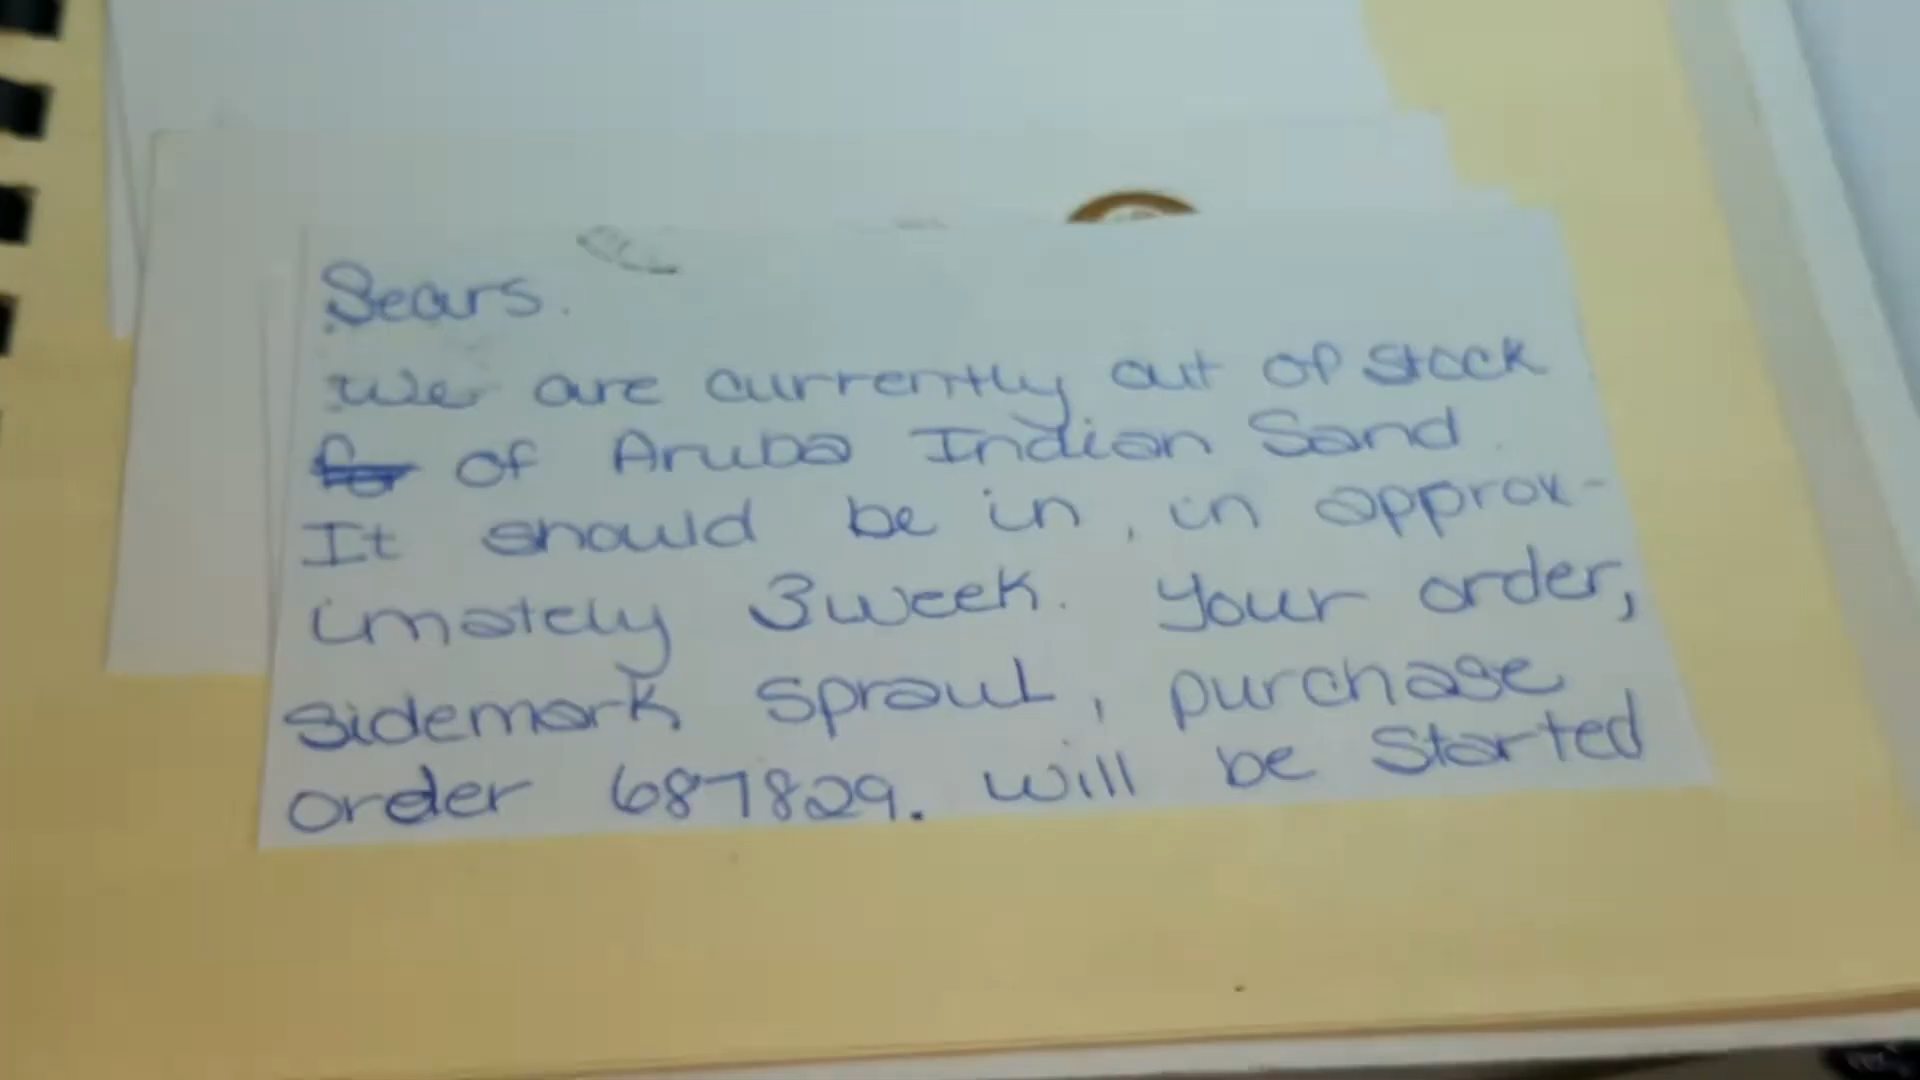 Sears.
We are currently out of stock
for of Aruba Indian Sand.
It should be in, in approx-
imately 3 week. Your order,
sidemark sproul, purchase
order 687829. will be started